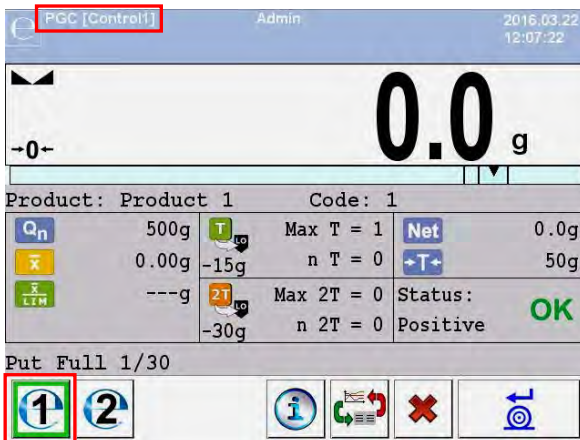 e PGC [Control1] Admin 2016.03.22
12:07:22
→0← 0.0 g
Product: Product 1 Code: 1
Qn 500g T LO -15g Max T = 1 Net 0.0g
x̄ 0.00g n T = 0 →T← 50g
x̄ LIM ---g 2T LO -30g Max 2T = 0 Status: OK
n 2T = 0 Positive
Put Full 1/30
1 2 i